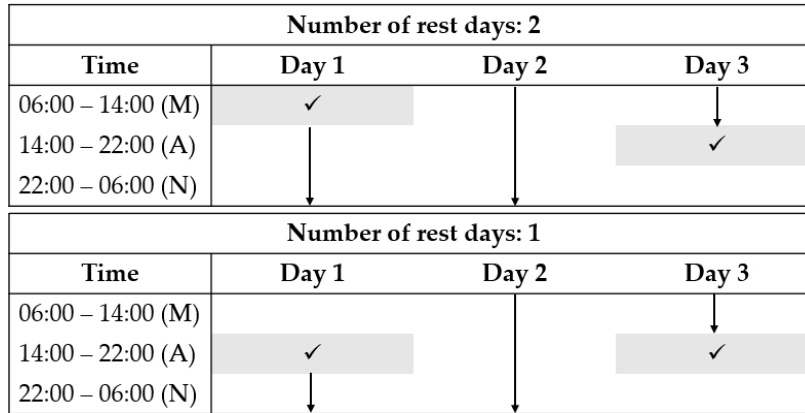 Number of rest days: 2
Time Day 1 Day 2 Day 3
06:00 – 14:00 (M) ✓
14:00 – 22:00 (A) ✓
22:00 – 06:00 (N)
Number of rest days: 1
Time Day 1 Day 2 Day 3
06:00 – 14:00 (M)
14:00 – 22:00 (A) ✓ ✓
22:00 – 06:00 (N)